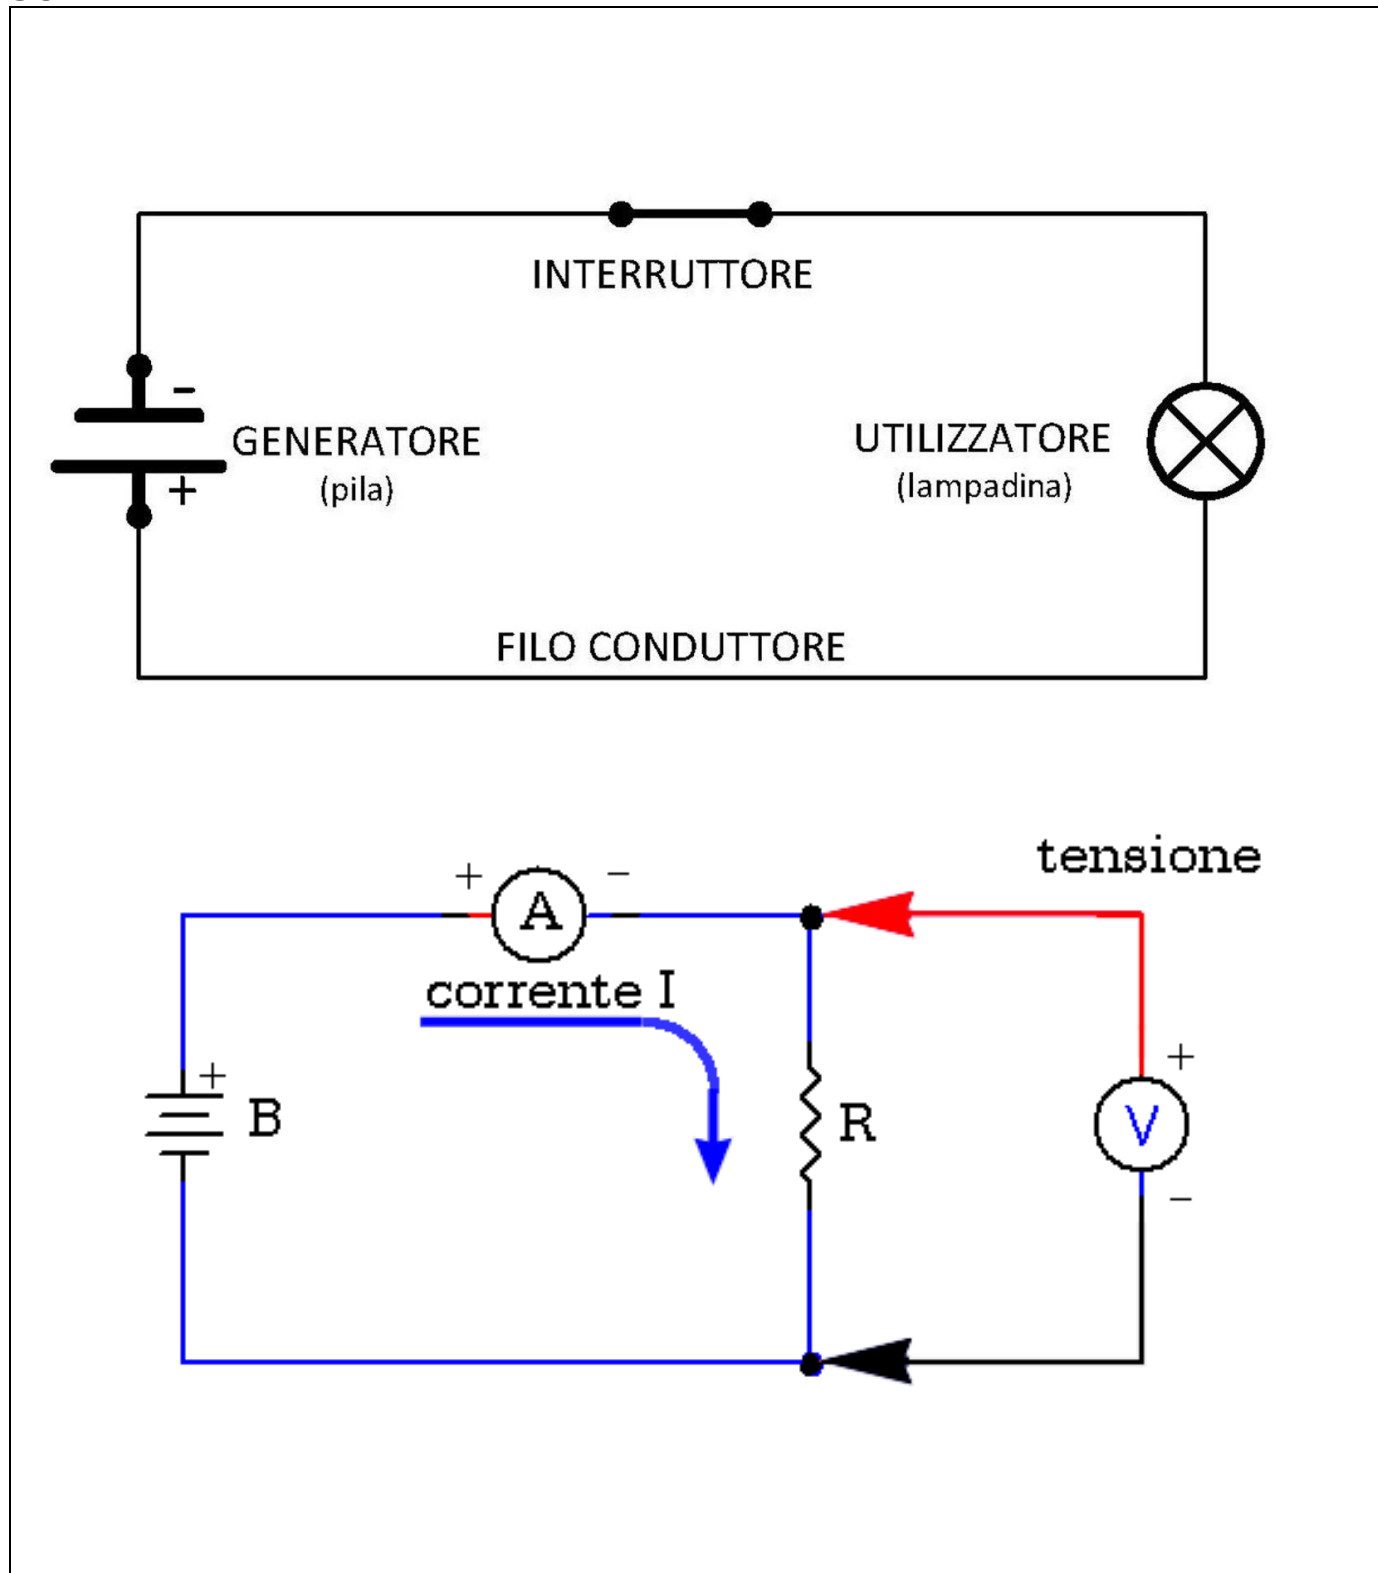 INTERRUTTORE
-
GENERATORE
(pila)
+
UTILIZZATORE
(lampadina)
FILO CONDUTTORE
tensione
+ A −
corrente I
+
B
R
+
V
−